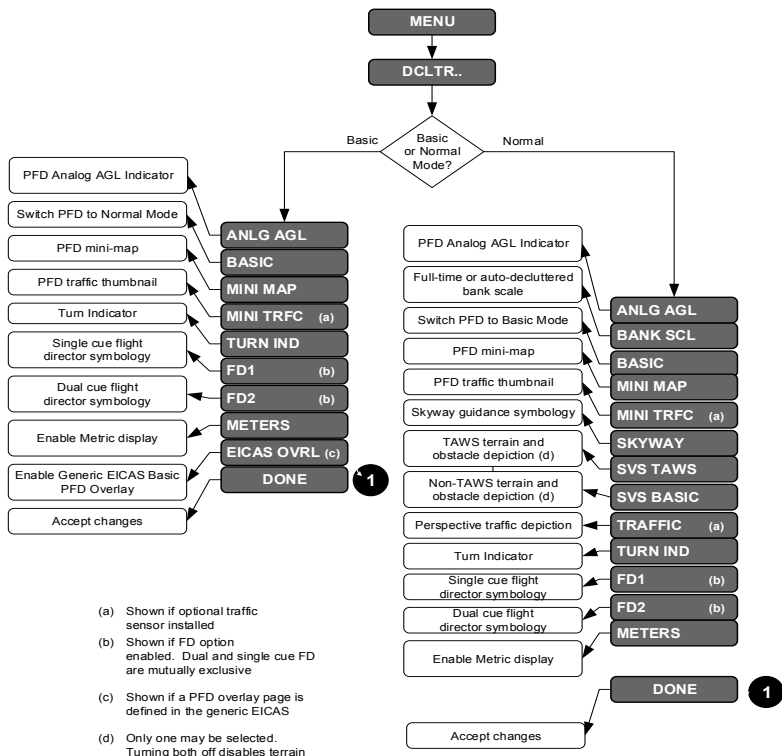 MENU
DCLTR..
Basic
or Normal
Mode?
Basic
Normal
PFD Analog AGL Indicator
Switch PFD to Normal Mode
PFD mini-map
PFD traffic thumbnail
Turn Indicator
Single cue flight
director symbology
Dual cue flight
director symbology
Enable Metric display
Enable Generic EICAS Basic
PFD Overlay
Accept changes
ANLG AGL
BASIC
MINI MAP
MINI TRFC (a)
TURN IND
FD1 (b)
FD2 (b)
METERS
EICAS OVRL (c)
DONE
1
PFD Analog AGL Indicator
Full-time or auto-decluttered
bank scale
Switch PFD to Basic Mode
PFD mini-map
PFD traffic thumbnail
Skyway guidance symbology
TAWS terrain and
obstacle depiction (d)
Non-TAWS terrain and
obstacle depiction (d)
Perspective traffic depiction
Turn Indicator
Single cue flight
director symbology
Dual cue flight
director symbology
Enable Metric display
Accept changes
ANLG AGL
BANK SCL
BASIC
MINI MAP
MINI TRFC (a)
SKYWAY
SVS TAWS
SVS BASIC
TRAFFIC (a)
TURN IND
FD1 (b)
FD2 (b)
METERS
DONE
1
(a) Shown if optional traffic
sensor installed
(b) Shown if FD option
enabled. Dual and single cue FD
are mutually exclusive
(c) Shown if a PFD overlay page is
defined in the generic EICAS
(d) Only one may be selected.
Turning both off disables terrain